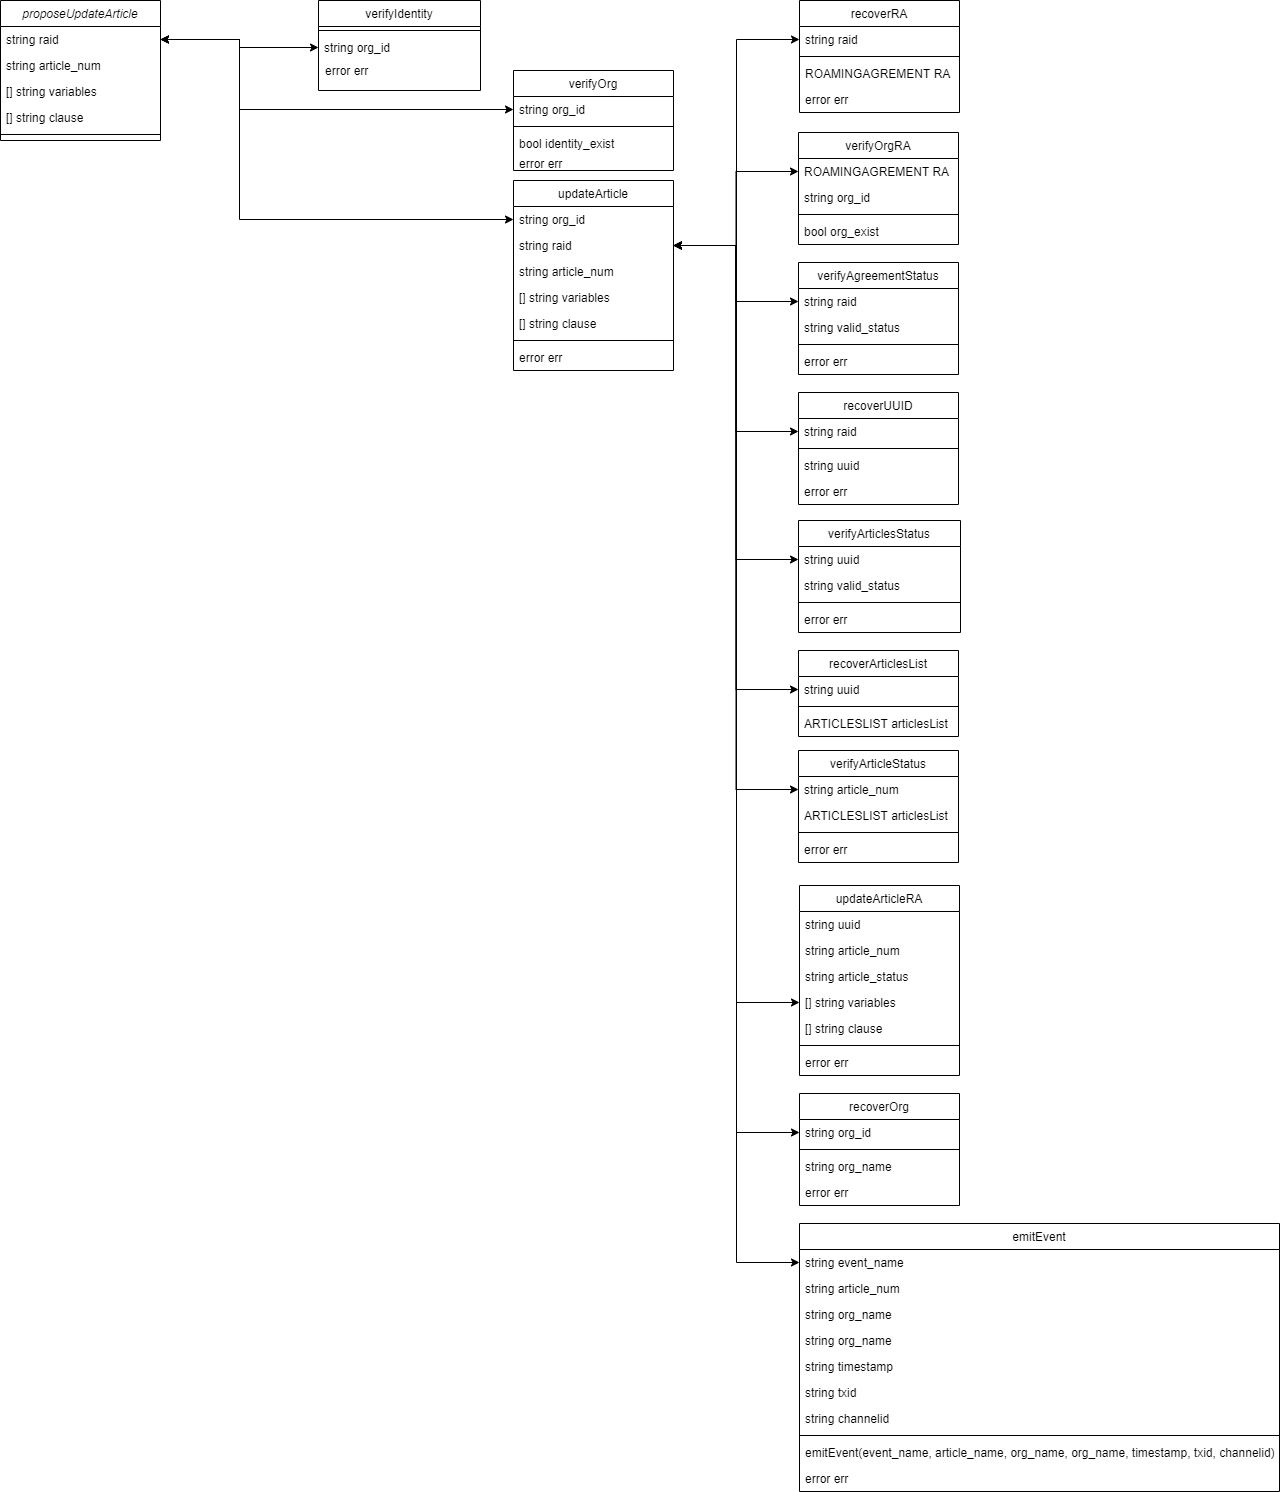 proposeUpdateArticle
string raid
string article_num
[] string variables
[] string clause
verifyIdentity
string org_id
error err
verifyOrg
string org_id
bool identity_exist
error err
updateArticle
string org_id
string raid
string article_num
[] string variables
[] string clause
error err
recoverRA
string raid
ROAMINGAGREMENT RA
error err
verifyOrgRA
ROAMINGAGREMENT RA
string org_id
bool org_exist
verifyAgreementStatus
string raid
string valid_status
error err
recoverUUID
string raid
string uuid
error err
verifyArticlesStatus
string uuid
string valid_status
error err
recoverArticlesList
string uuid
ARTICLESLIST articlesList
verifyArticleStatus
string article_num
ARTICLESLIST articlesList
error err
updateArticleRA
string uuid
string article_num
string article_status
[] string variables
[] string clause
error err
recoverOrg
string org_id
string org_name
error err
emitEvent
string event_name
string article_num
string org_name
string org_name
string timestamp
string txid
string channelid
emitEvent(event_name, article_name, org_name, org_name, timestamp, txid, channelid)
error err